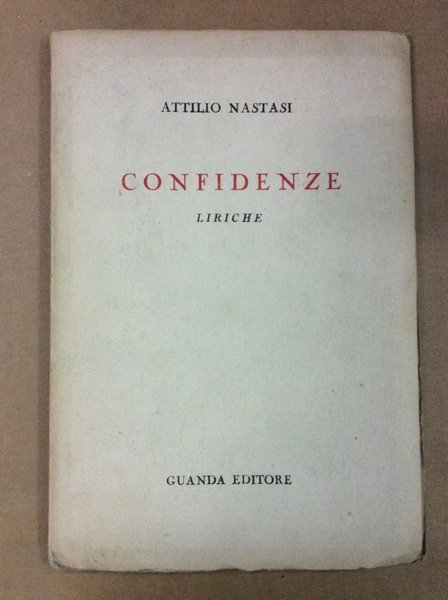 ATTILIO NASTASI
CONFIDENZE
LIRICHE
GUANDA EDITORE